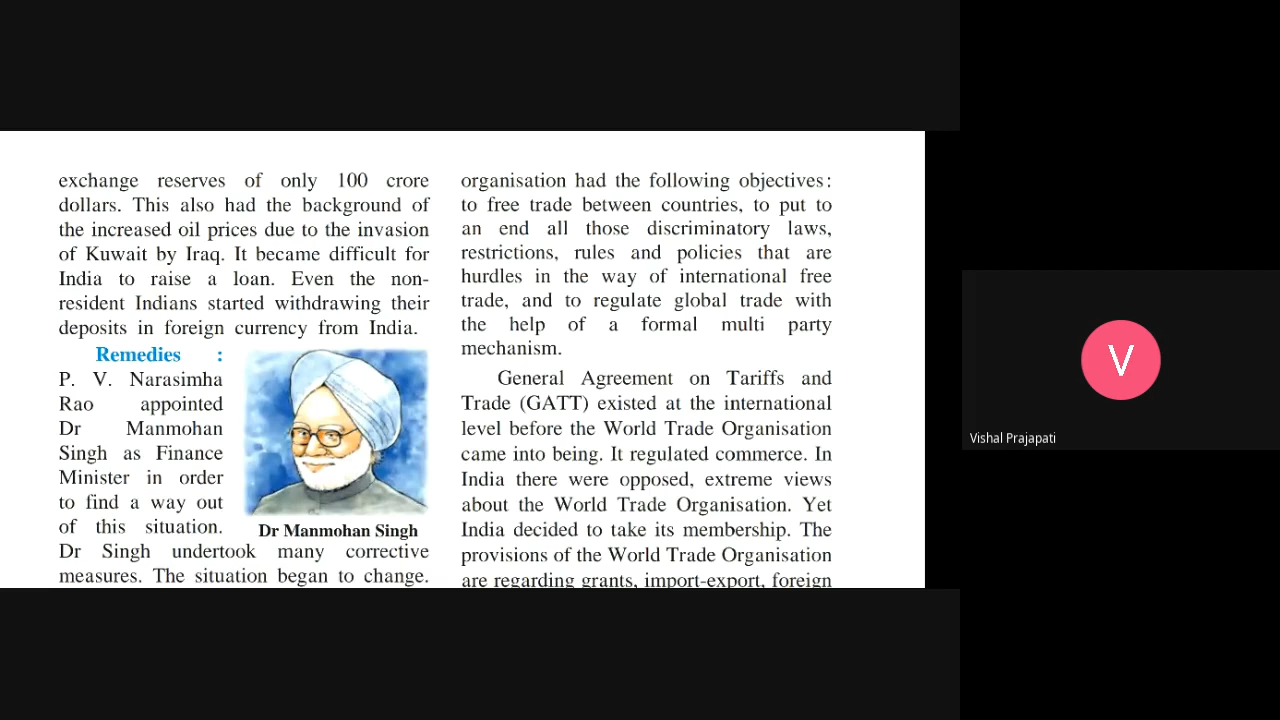 exchange reserves of only 100 crore
dollars. This also had the background of
the increased oil prices due to the invasion
of Kuwait by Iraq. It became difficult for
India to raise a loan. Even the non-
resident Indians started withdrawing their
deposits in foreign currency from India.
Remedies :
P. V. Narasimha
Rao appointed
Dr Manmohan
Singh as Finance
Minister in order
to find a way out
of this situation.
Dr Manmohan Singh
Dr Singh undertook many corrective
measures. The situation began to change.
organisation had the following objectives:
to free trade between countries, to put to
an end all those discriminatory laws,
restrictions, rules and policies that are
hurdles in the way of international free
trade, and to regulate global trade with
the help of a formal multi party
mechanism.
General Agreement on Tariffs and
Trade (GATT) existed at the international
level before the World Trade Organisation
came into being. It regulated commerce. In
India there were opposed, extreme views
about the World Trade Organisation. Yet
India decided to take its membership. The
provisions of the World Trade Organisation
are regarding grants, import-export, foreign
V
Vishal Prajapati